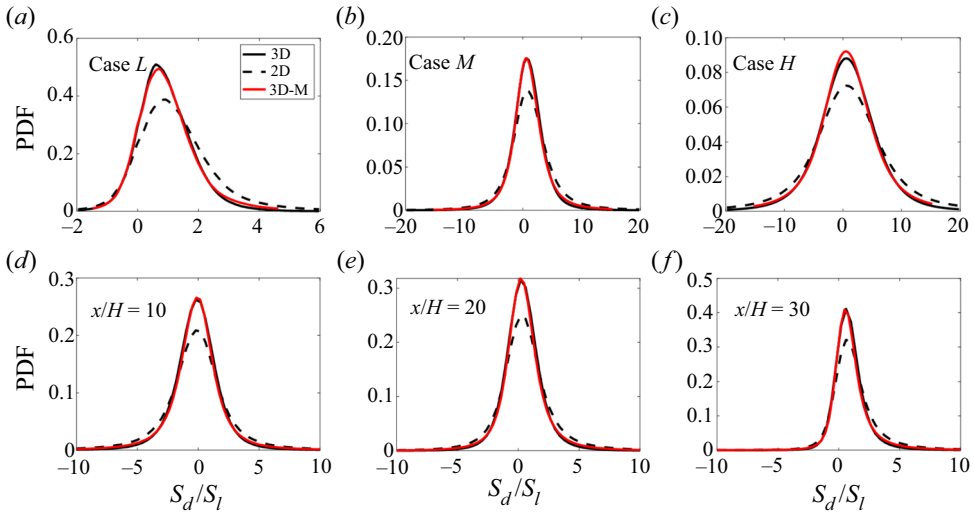 (a) (b) (c)
0.6 0.20 0.10
Case L 3D 2D 3D-M Case M Case H
0.08
0.4 0.15
0.06
PDF 0.10
0.04
0.2
0.05 0.02
0 0 0
−2 0 2 4 6 −20 −10 0 10 20 −20 −10 0 10 20
(d) (e) (f)
0.3 0.3 0.5
x/H = 10 x/H = 20 x/H = 30
0.4
0.2 0.2 0.3
PDF
0.2
0.1 0.1
0.1
0 0 0
−10 −5 0 5 10 −10 −5 0 5 10 −10 −5 0 5 10
S_d/S_l S_d/S_l S_d/S_l